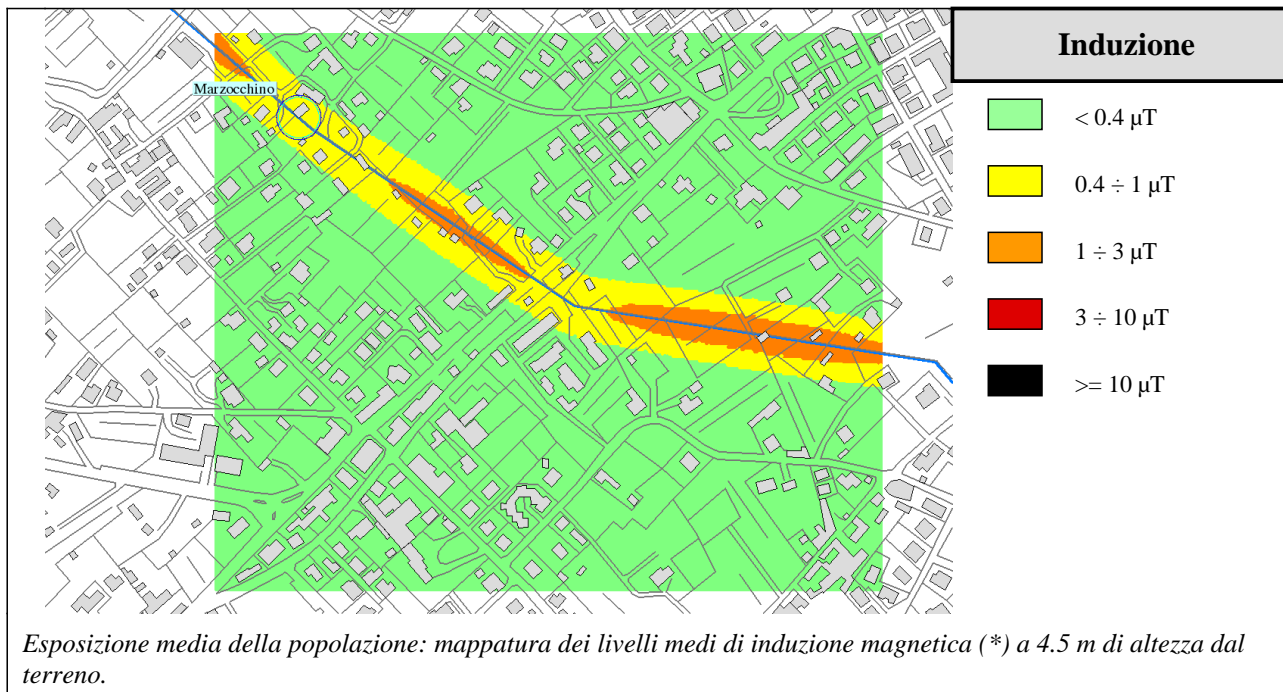 Induzione
Marzocchino
< 0.4 µT
0.4 ÷ 1 µT
1 ÷ 3 µT
3 ÷ 10 µT
>= 10 µT
Esposizione media della popolazione: mappatura dei livelli medi di induzione magnetica (*) a 4.5 m di altezza dal
terreno.